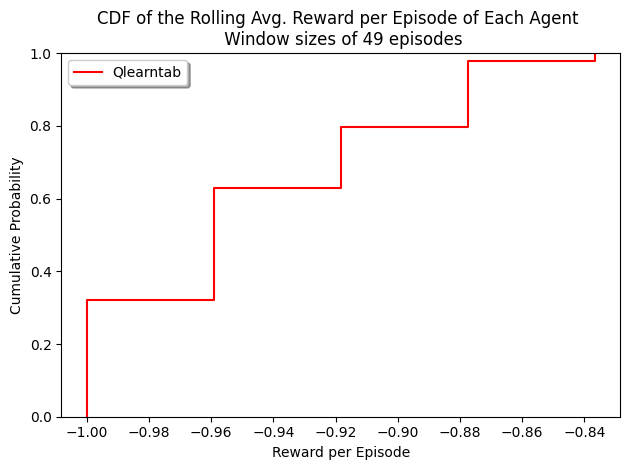 CDF of the Rolling Avg. Reward per Episode of Each Agent
Window sizes of 49 episodes
Qlearntab
1.0
0.8
0.6
0.4
0.2
0.0
Cumulative Probability
−1.00 −0.98 −0.96 −0.94 −0.92 −0.90 −0.88 −0.86 −0.84
Reward per Episode